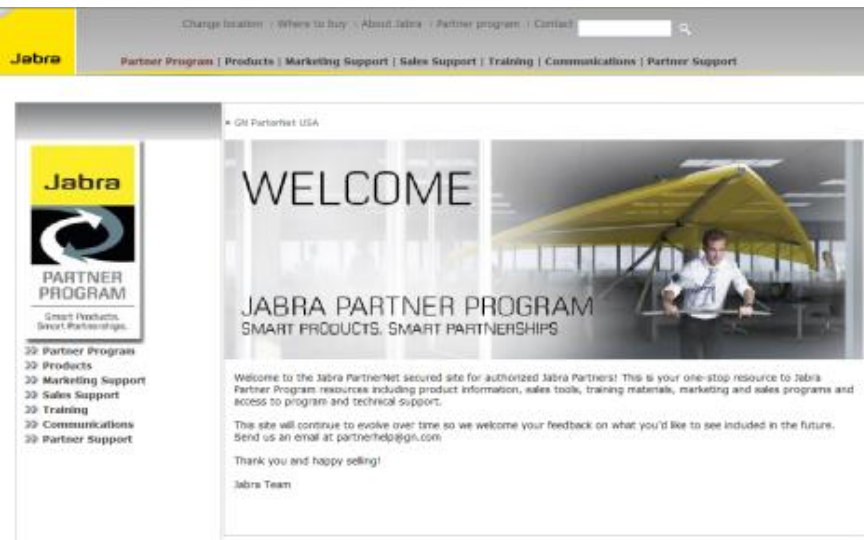 Change location | Where to buy | About Jabra | Partner program | Contact
Jabra
Partner Program | Products | Marketing Support | Sales Support | Training | Communications | Partner Support
GN PartnerNet USA
Jabra
PARTNER
PROGRAM
Smart Products.
Smart Partnerships.
WELCOME
JABRA PARTNER PROGRAM
SMART PRODUCTS. SMART PARTNERSHIPS
Partner Program
Products
Marketing Support
Sales Support
Training
Communications
Partner Support
Welcome to the Jabra PartnerNet secured site for authorized Jabra Partners! This is your one-stop resource to Jabra
Partner Program resources including product information, sales tools, training materials, marketing and sales programs and
access to program and technical support.
This site will continue to evolve over time so we welcome your feedback on what you'd like to see included in the future.
Send us an email at partnerhelp@gn.com
Thank you and happy selling!
Jabra Team